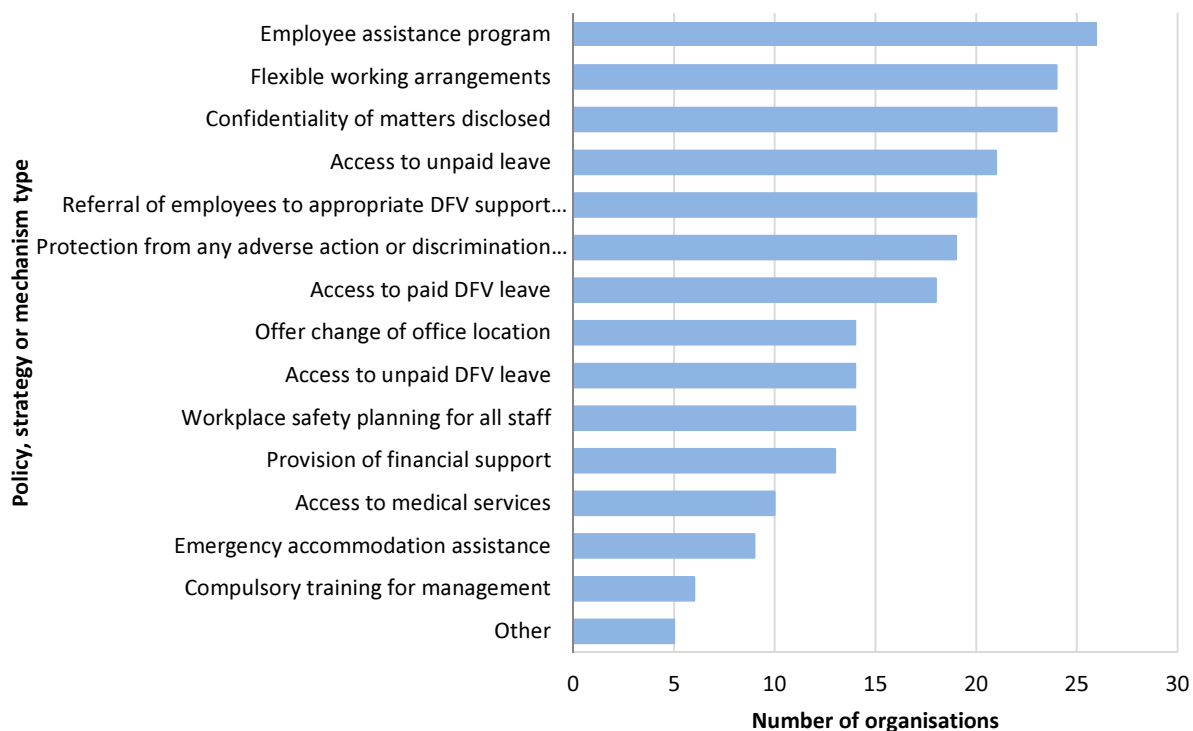 Policy, strategy or mechanism type
Employee assistance program
Flexible working arrangements
Confidentiality of matters disclosed
Access to unpaid leave
Referral of employees to appropriate DFV support...
Protection from any adverse action or discrimination...
Access to paid DFV leave
Offer change of office location
Access to unpaid DFV leave
Workplace safety planning for all staff
Provision of financial support
Access to medical services
Emergency accommodation assistance
Compulsory training for management
Other
0 5 10 15 20 25 30
Number of organisations